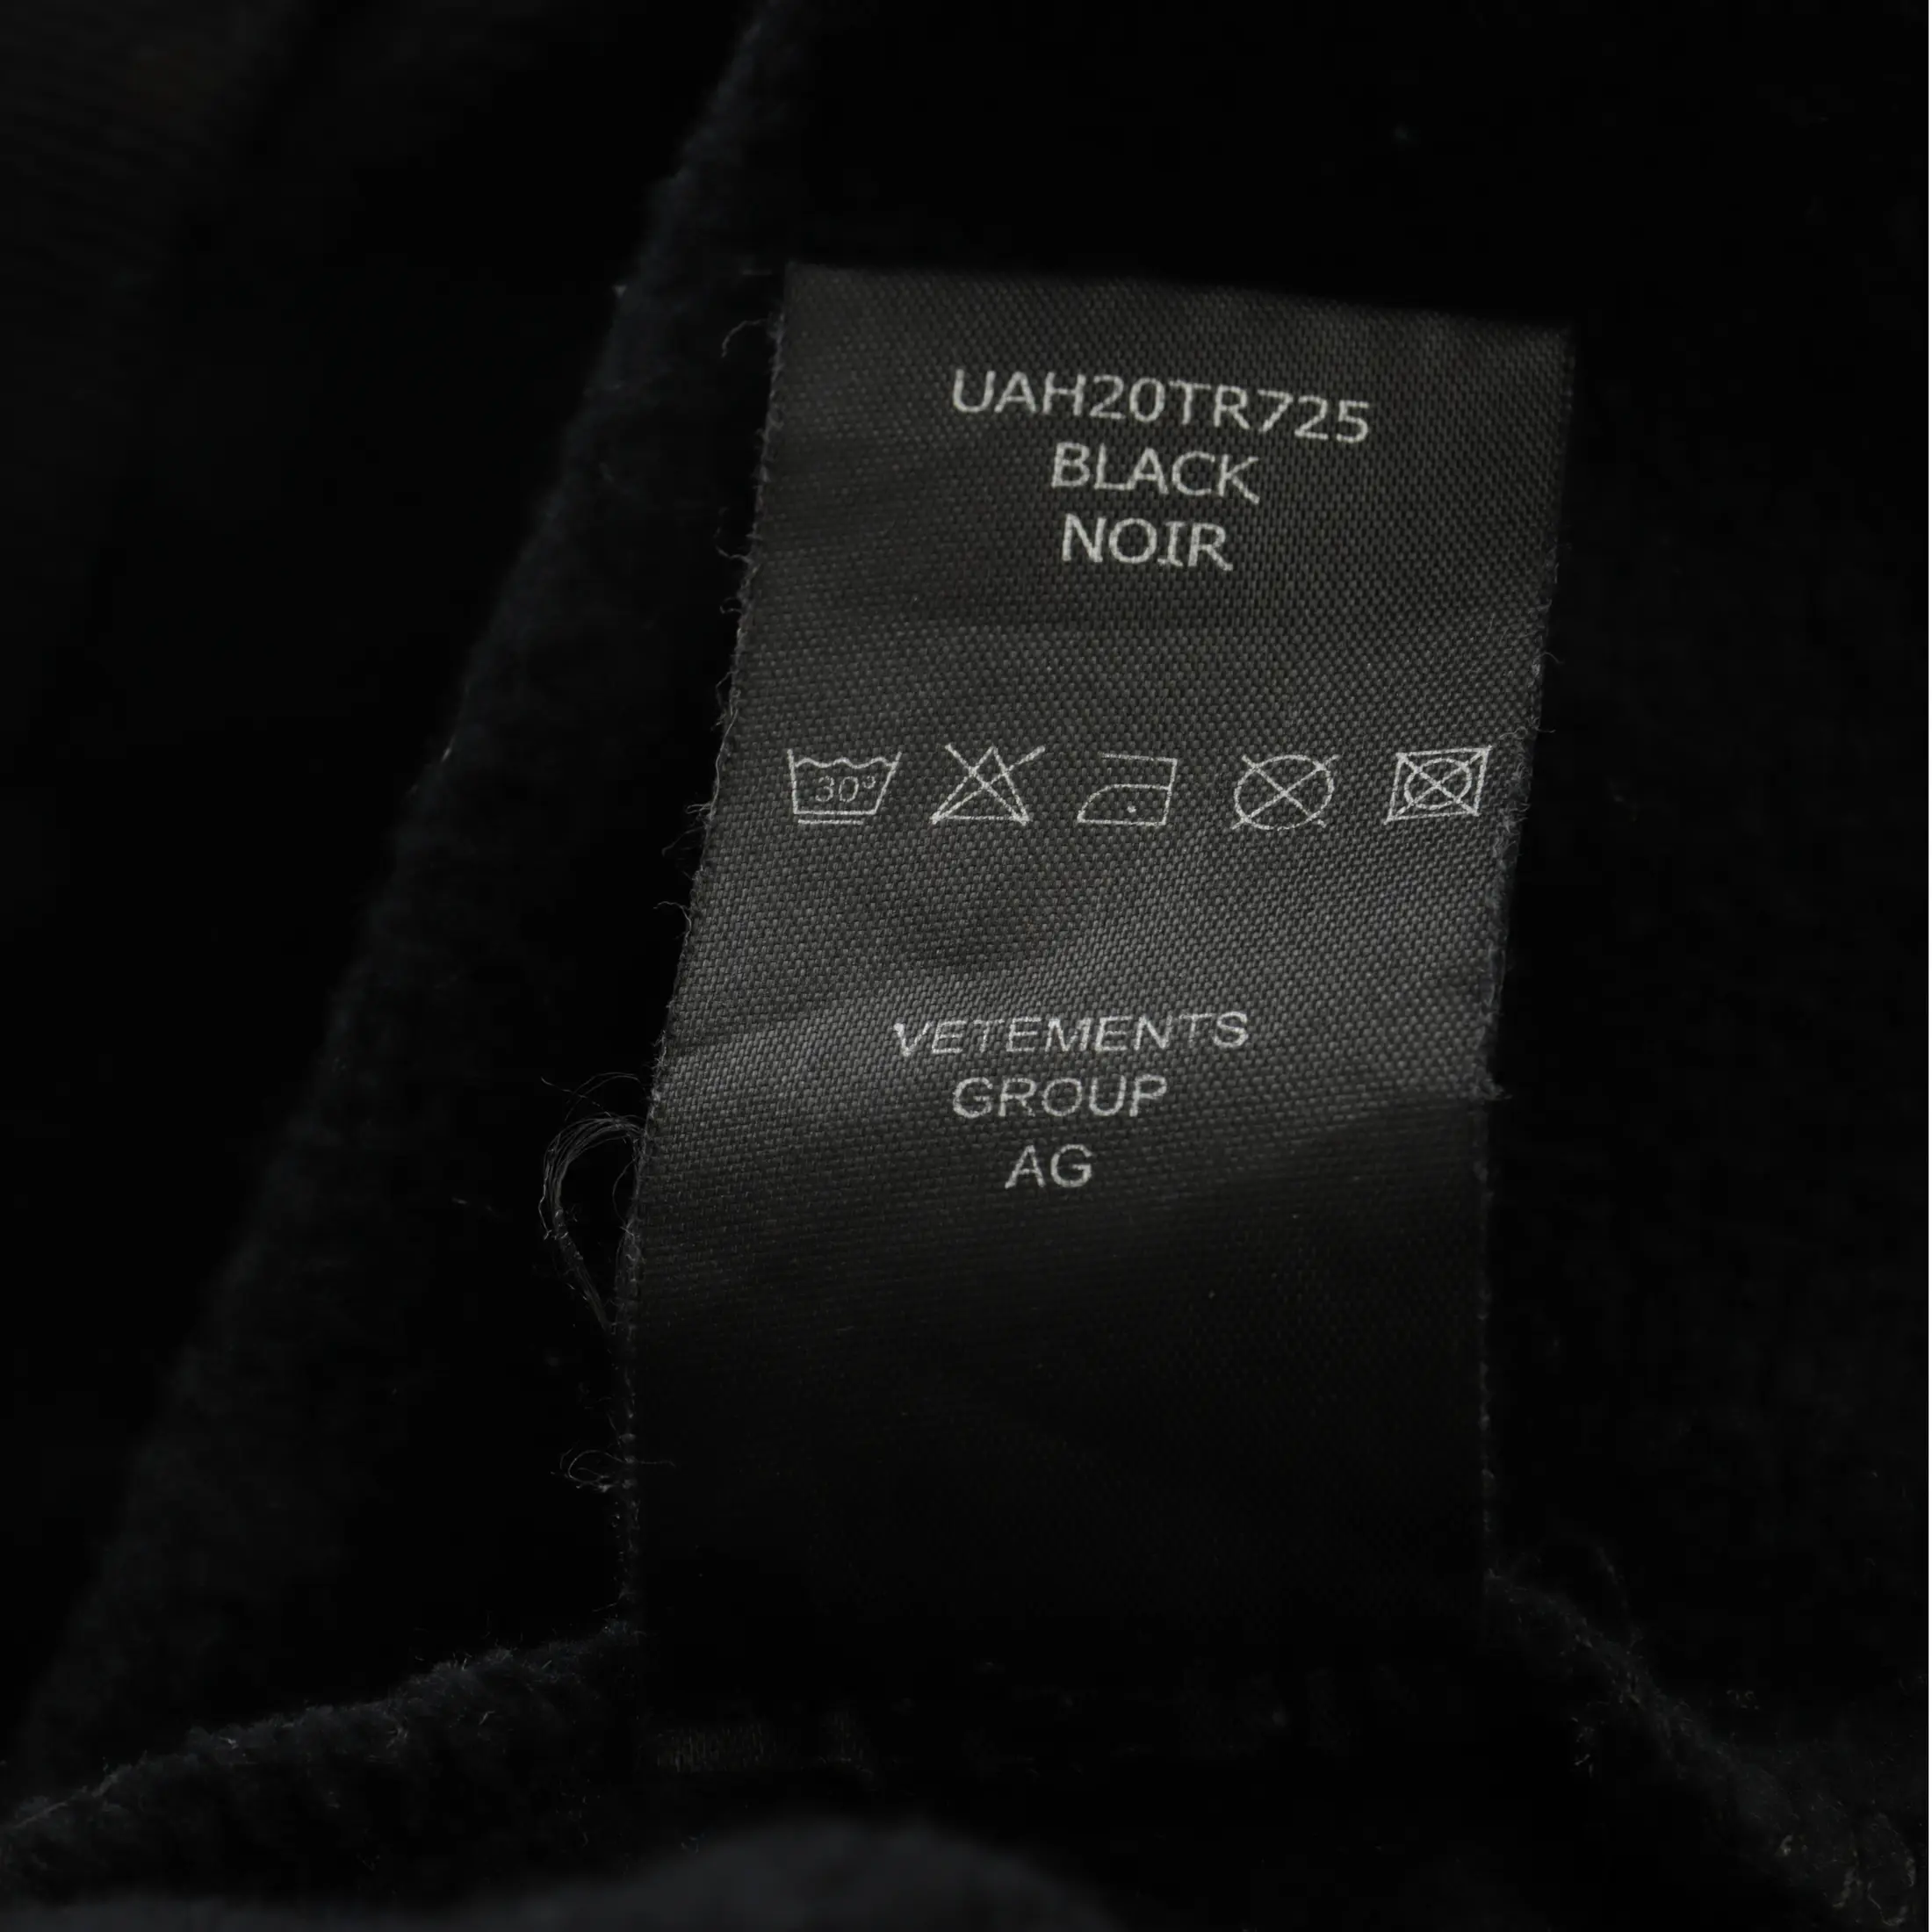 UAH20TR725
BLACK
NOIR
30°
VETEMENTS
GROUP
AG